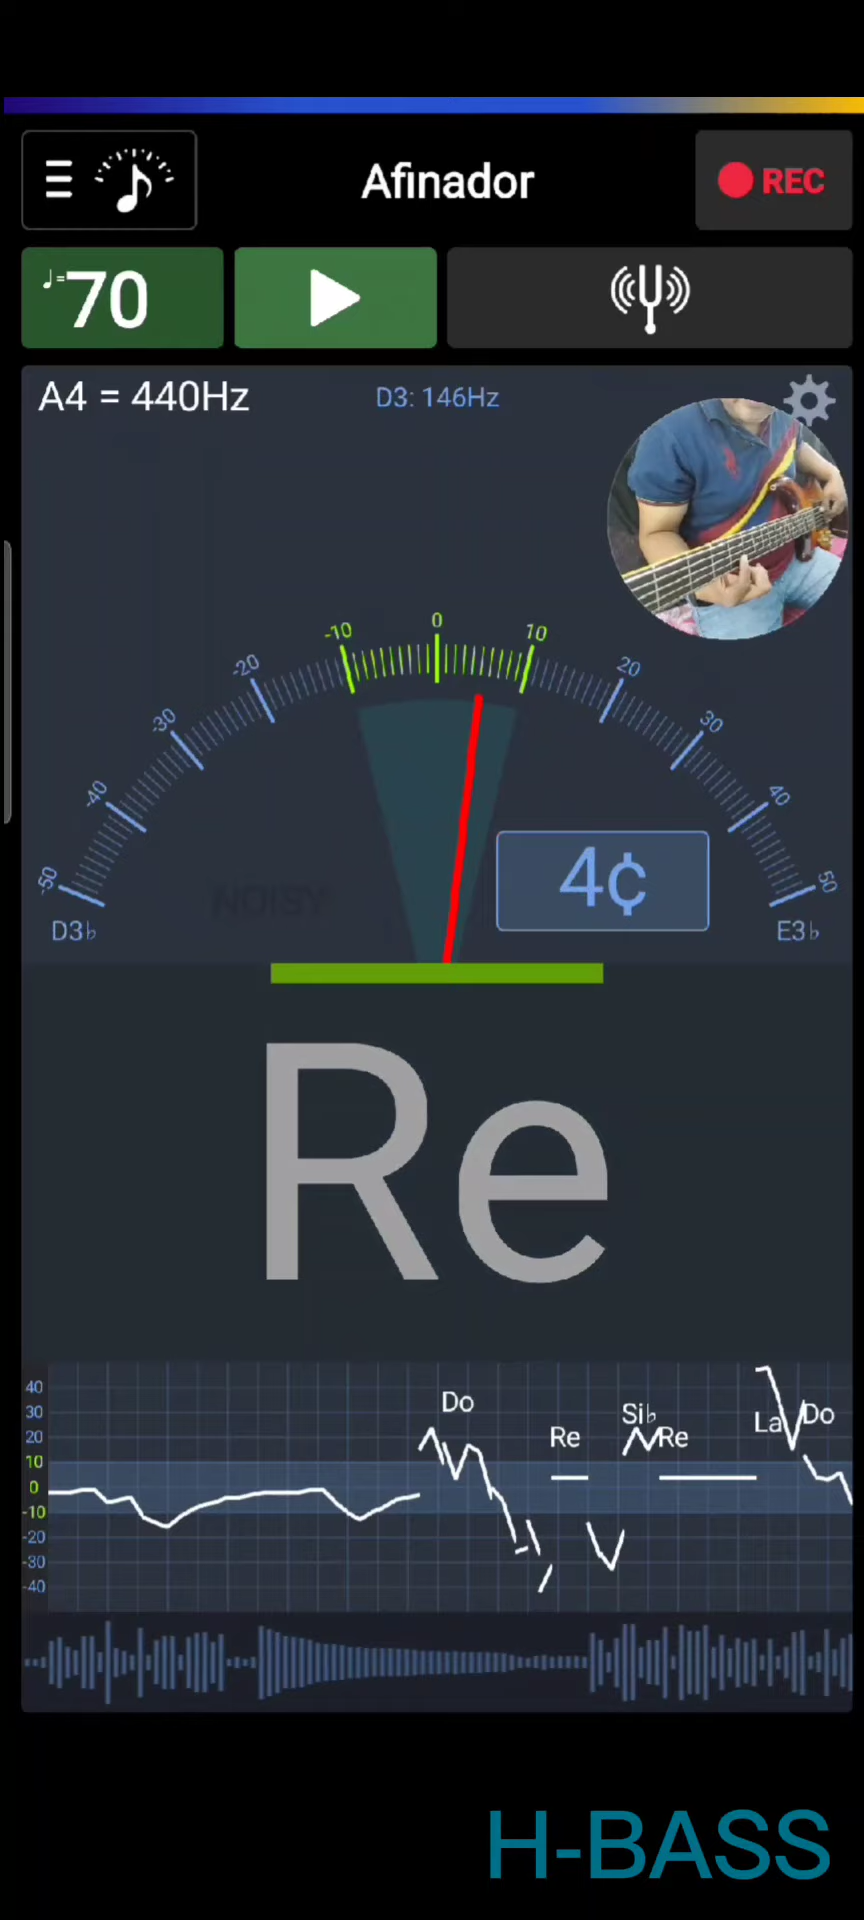 Afinador
REC
♩=70
A4 = 440Hz
D3: 146Hz
-50 -40 -30 -20 -10 0 10 20 30 40 50
4¢
NOISY
D3♭
E3♭
Re
40
30
20
10
0
-10
-20
-30
-40
Do
Re
Si♭
Re
La
Do
H-BASS